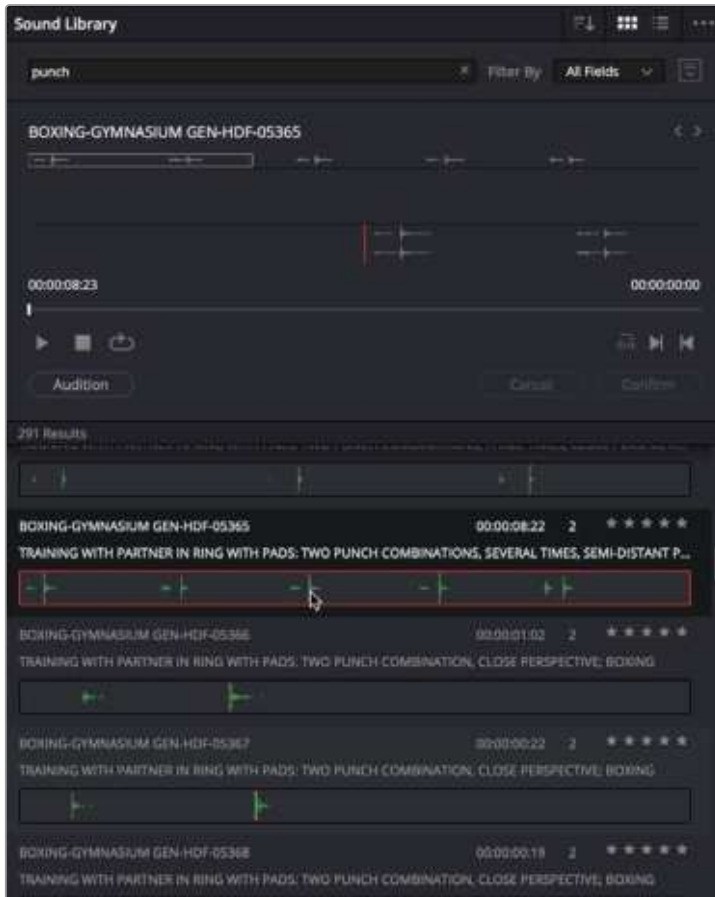 Sound Library
punch × Filter By All Fields
BOXING-GYMNASIUM GEN-HDF-05365
00:00:08:23 00:00:00:00
Audition Cancel Confirm
291 Results
BOXING-GYMNASIUM GEN-HDF-05365 00:00:08:22 2 ★★★★★
TRAINING WITH PARTNER IN RING WITH PADS: TWO PUNCH COMBINATIONS, SEVERAL TIMES, SEMI-DISTANT P...
BOXING-GYMNASIUM GEN-HDF-05366 00:00:01:02 2 ★★★★★
TRAINING WITH PARTNER IN RING WITH PADS: TWO PUNCH COMBINATION, CLOSE PERSPECTIVE; BOXING
BOXING-GYMNASIUM GEN-HDF-05367 00:00:00:22 2 ★★★★★
TRAINING WITH PARTNER IN RING WITH PADS: TWO PUNCH COMBINATION, CLOSE PERSPECTIVE; BOXING
BOXING-GYMNASIUM GEN-HDF-05368 00:00:00:19 2 ★★★★★
TRAINING WITH PARTNER IN RING WITH PADS: TWO PUNCH COMBINATION, CLOSE PERSPECTIVE; BOXING